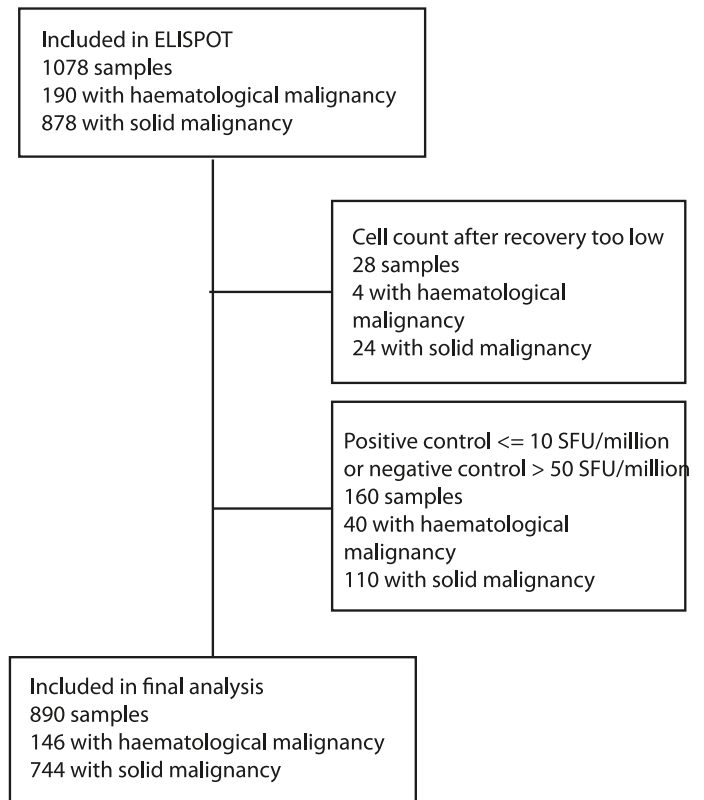 Included in ELISPOT
1078 samples
190 with haematological malignancy
878 with solid malignancy
Cell count after recovery too low
28 samples
4 with haematological
malignancy
24 with solid malignancy
Positive control <= 10 SFU/million
or negative control > 50 SFU/million
160 samples
40 with haematological
malignancy
110 with solid malignancy
Included in final analysis
890 samples
146 with haematological malignancy
744 with solid malignancy